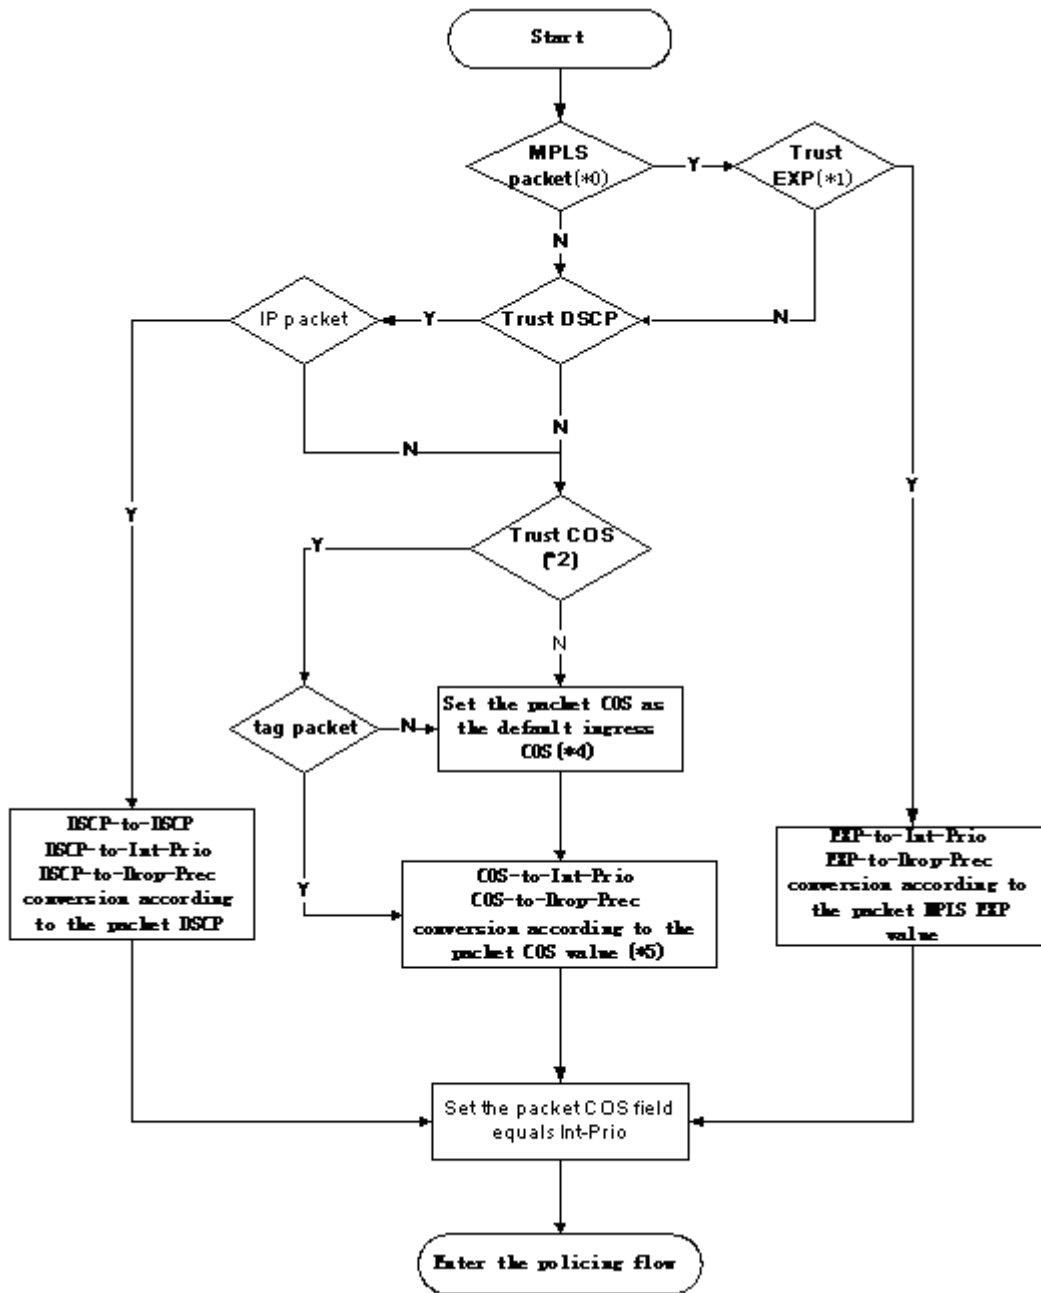 Start
MPLS
packet(*0)
Y
Trust
EXP(*1)
N
IP packet
Y
Trust DSCP
N
N
N
Y
Y
Trust COS
(*2)
Y
N
tag packet
N
Set the packet COS as
the default ingress
COS(*4)
DSCP-to-DSCP
DSCP-to-Int-Prio
DSCP-to-Drop-Prec
conversion according
to the packet DSCP
Y
COS-to-Int-Prio
COS-to-Drop-Prec
conversion according to the
packet COS value (*5)
EXP-to-Int-Prio
EXP-to-Drop-Prec
conversion according to
the packet MPLS EXP
value
Set the packet COS field
equals Int-Prio
Enter the policing flow